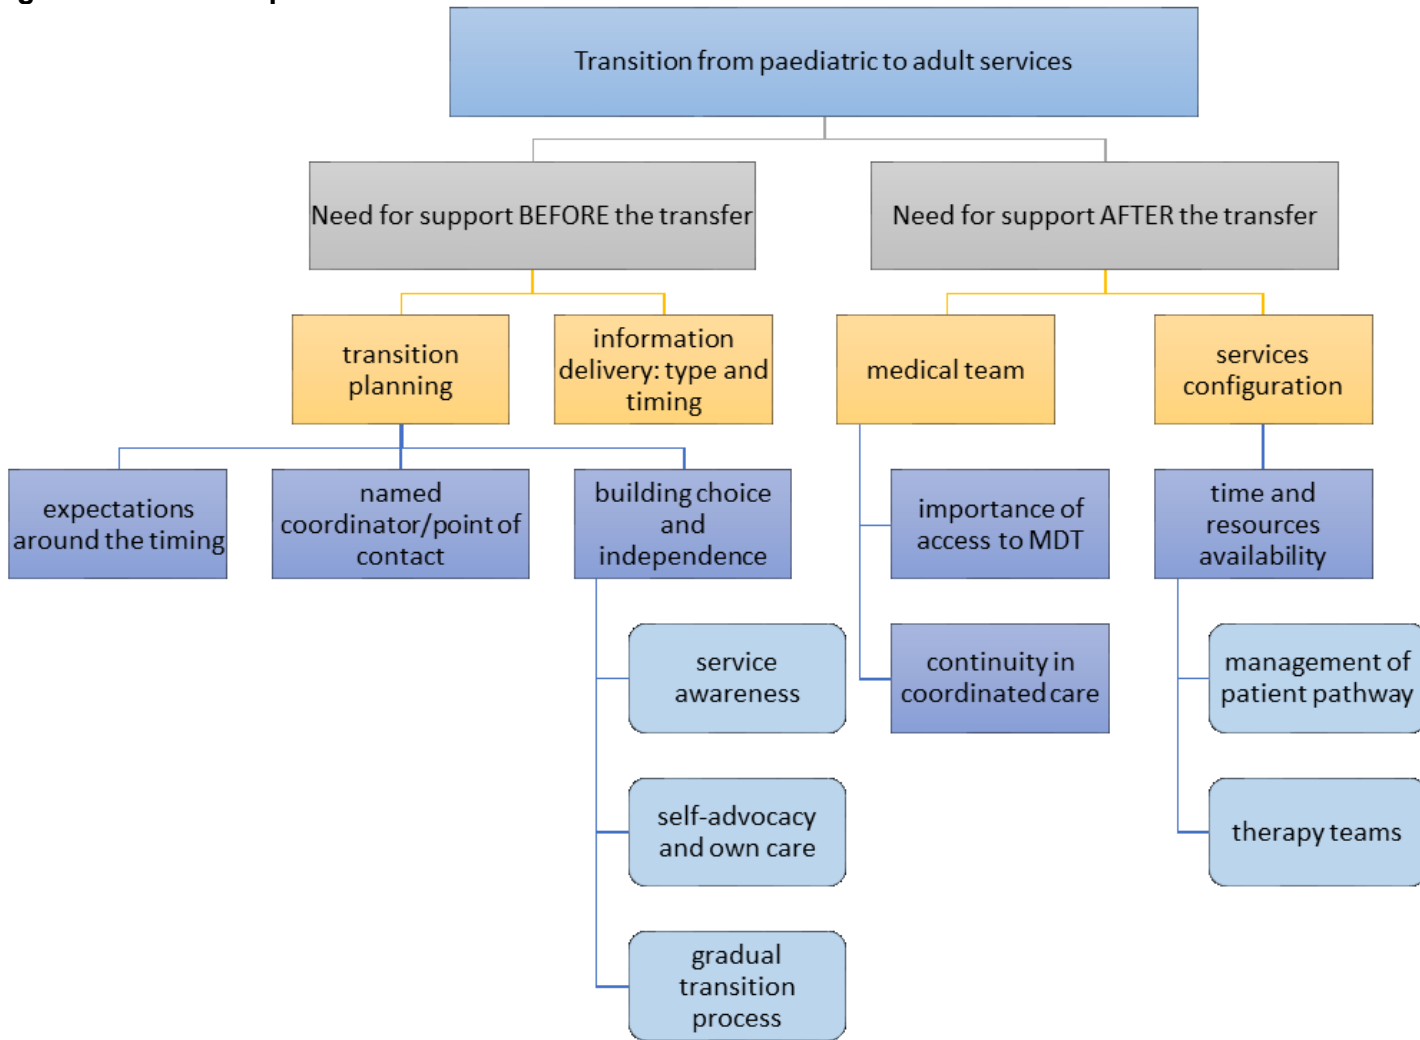 Transition from paediatric to adult services
Need for support BEFORE the transfer
Need for support AFTER the transfer
transition
planning
information
delivery: type and
timing
medical team
services
configuration
expectations
around the timing
named
coordinator/point of
contact
building choice
and
independence
importance of
access to MDT
time and
resources
availability
service
awareness
continuity in
coordinated care
management of
patient pathway
self-advocacy
and own care
therapy teams
gradual
transition
process